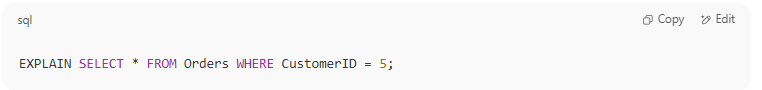 sql
Copy
Edit
EXPLAIN SELECT * FROM Orders WHERE CustomerID = 5;